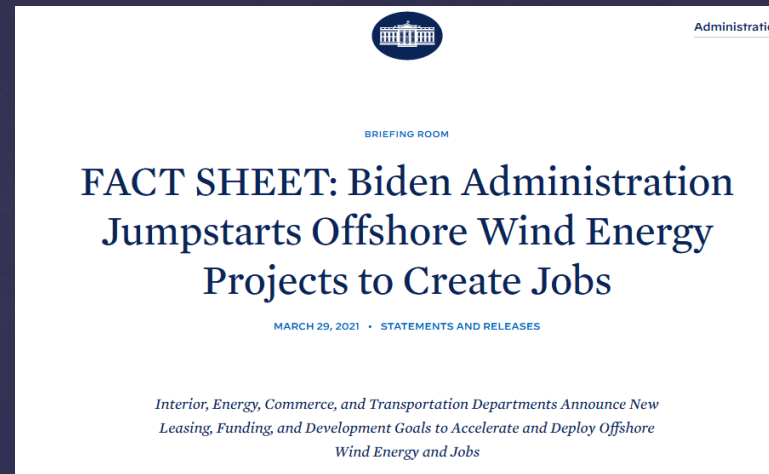 Administratio
BRIEFING ROOM
FACT SHEET: Biden Administration
Jumpstarts Offshore Wind Energy
Projects to Create Jobs
MARCH 29, 2021 • STATEMENTS AND RELEASES
Interior, Energy, Commerce, and Transportation Departments Announce New
Leasing, Funding, and Development Goals to Accelerate and Deploy Offshore
Wind Energy and Jobs